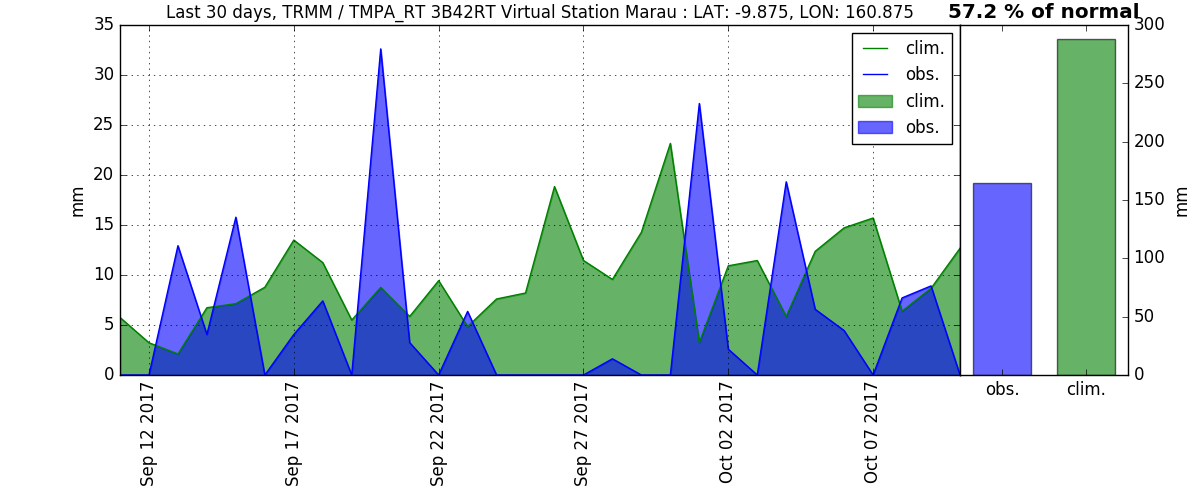 Last 30 days, TRMM / TMPA_RT 3B42RT Virtual Station Marau : LAT: -9.875, LON: 160.875
57.2 % of normal
35
30
25
20
15
10
5
0
mm
clim.
obs.
clim.
obs.
Sep 12 2017
Sep 17 2017
Sep 22 2017
Sep 27 2017
Oct 02 2017
Oct 07 2017
300
250
200
150
100
50
0
mm
obs.
clim.